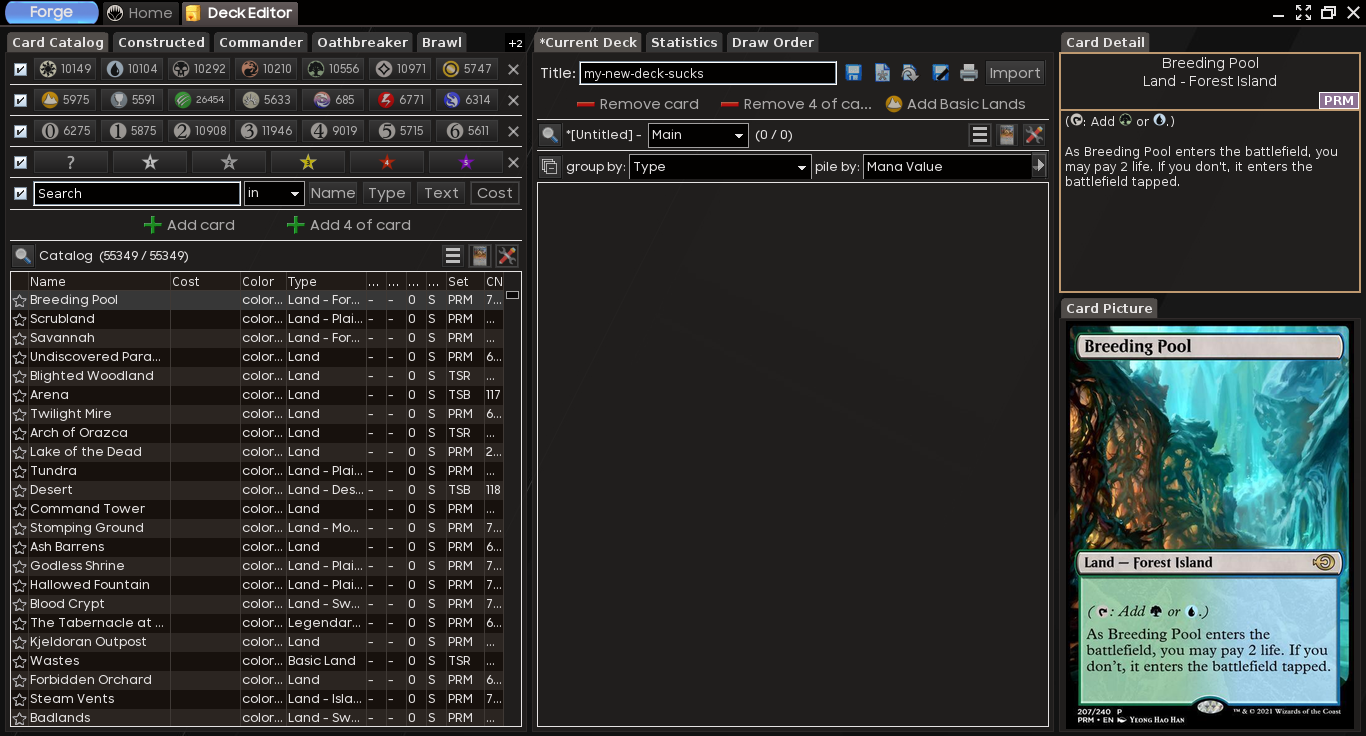 Forge Home Deck Editor
Card Catalog Constructed Commander Oathbreaker Brawl +2
10149 10104 10292 10210 10556 10971 5747
5975 5591 26454 5633 685 6771 6314
0 6275 1 5875 2 10908 3 11946 4 9019 5 5715 6 5611
?
Search in Name Type Text Cost
Add card Add 4 of card
Catalog (55349 / 55349)
Name Cost Color Type ... ... ... ... Set CN
Breeding Pool color... Land - For... - - 0 S PRM 7...
Scrubland color... Land - Plai... - - 0 S PRM ...
Savannah color... Land - For... - - 0 S PRM ...
Undiscovered Para... color... Land - - 0 S PRM 6...
Blighted Woodland color... Land - - 0 S TSR ...
Arena color... Land - - 0 S TSB 117
Twilight Mire color... Land - - 0 S PRM 6...
Arch of Orazca color... Land - - 0 S TSR ...
Lake of the Dead color... Land - - 0 S PRM 2...
Tundra color... Land - Plai... - - 0 S PRM ...
Desert color... Land - Des... - - 0 S TSB 118
Command Tower color... Land - - 0 S PRM ...
Stomping Ground color... Land - Mo... - - 0 S PRM 7...
Ash Barrens color... Land - - 0 S PRM 6...
Godless Shrine color... Land - Plai... - - 0 S PRM 7...
Hallowed Fountain color... Land - Plai... - - 0 S PRM 7...
Blood Crypt color... Land - Sw... - - 0 S PRM 7...
The Tabernacle at ... color... Legendar... - - 0 S PRM 6...
Kjeldoran Outpost color... Land - - 0 S PRM ...
Wastes color... Basic Land - - 0 S TSR ...
Forbidden Orchard color... Land - - 0 S PRM 6...
Steam Vents color... Land - Isla... - - 0 S PRM 7...
Badlands color... Land - Sw... - - 0 S PRM ...
*Current Deck Statistics Draw Order
Title: my-new-deck-sucks Import
Remove card Remove 4 of ca... Add Basic Lands
*[Untitled] - Main (0 / 0)
group by: Type pile by: Mana Value
Card Detail
Breeding Pool
Land - Forest Island
PRM
(: Add or .)
As Breeding Pool enters the battlefield, you
may pay 2 life. If you don't, it enters the
battlefield tapped.
Card Picture
Breeding Pool
Land — Forest Island
(: Add or .)
As Breeding Pool enters the
battlefield, you may pay 2 life. If you
don't, it enters the battlefield tapped.
207/240 P
PRM • EN Yeong Hao Han
™ & © 2021 Wizards of the Coast